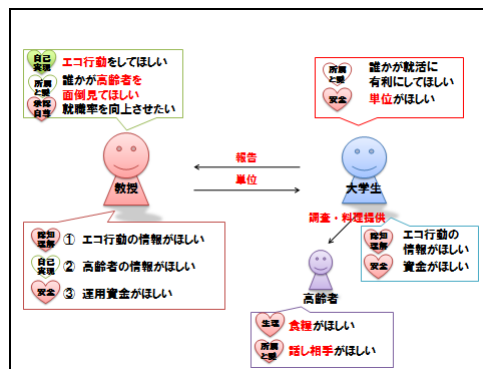 自己
実現
エコ行動をしてほしい
所属
と愛
誰かが高齢者を
面倒見てほしい
承認
自尊
就職率を向上させたい
所属
と愛
誰かが就活に
有利にしてほしい
安全
単位がほしい
報告
単位
教授
大学生
調査・料理提供
認知
理解
① エコ行動の情報がほしい
自己
実現
② 高齢者の情報がほしい
安全
③ 運用資金がほしい
認知
理解
エコ行動の
情報がほしい
安全
資金がほしい
高齢者
生理
食糧がほしい
所属
と愛
話し相手がほしい